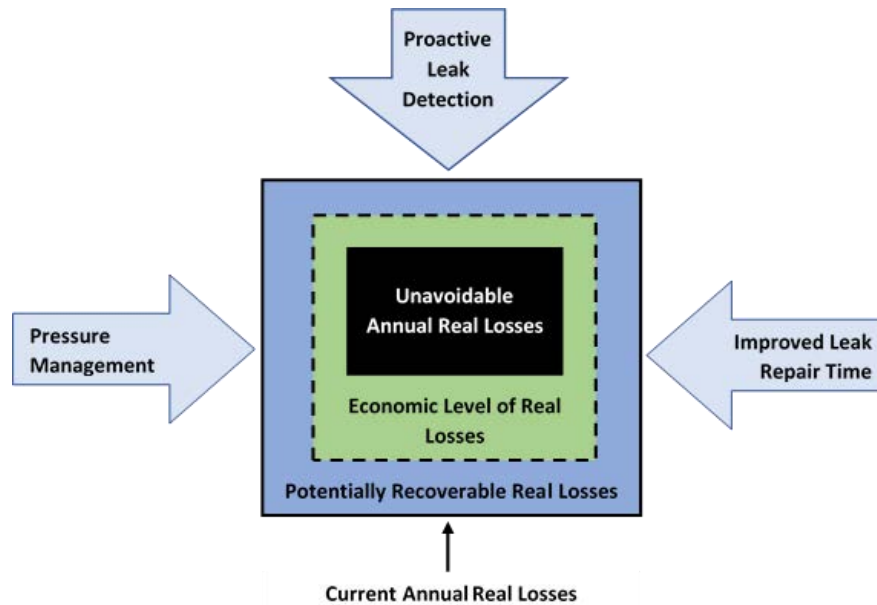 Proactive
Leak
Detection
Unavoidable
Annual Real Losses
Pressure
Management
Improved Leak
Repair Time
Economic Level of Real
Losses
Potentially Recoverable Real Losses
Current Annual Real Losses